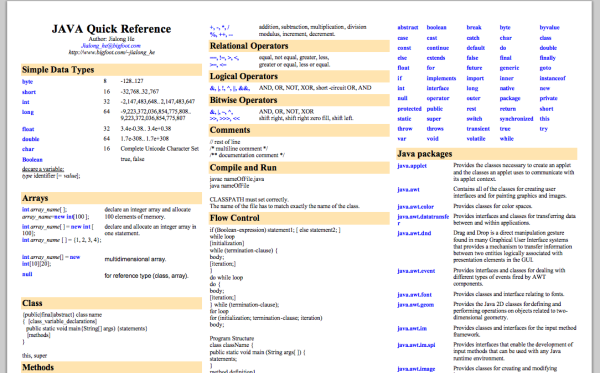 JAVA Quick Reference
Author: Jialong He
Jialong_he@bigfoot.com
http://www.bigfoot.com/~jialong_he
Simple Data Types
byte 8 -128..127
short 16 -32,768..32,767
int 32 -2,147,483,648..2,147,483,647
long 64 -9,223,372,036,854,775,808..
9,223,372,036,854,775,807
float 32 3.4e-0.38.. 3.4e+0.38
double 64 1.7e-308.. 1.7e+308
char 16 Complete Unicode Character Set
Boolean true, false
declare a variable:
type identifier [= value];
Arrays
int array_name[ ]; declare an integer array and allocate
array_name=new int[100 ]; 100 elements of memory.
int array_name[ ] = new int [ declare an integer array and allocate an integer array in one
100]; statement.
int array_name [ ] = {1, 2, 3, 4};
int array_name[] = new multidimensional array.
int[10][20];
null for reference type (class, array).
Class
{public|final|abstract} class name
{ [class_variable_declarations]
public static void main (String[] args) {statements}
{methods}
}
this, super
Methods
+, -, *, / addition, subtraction, multiplication, division
%, ++, -- modulus, increment, decrement.
Relational Operators
==, !=, >, <, equal, not equal, greater, less,
>=, <= greater or equal, less or equal.
Logical Operators
&, |, !, ^, ||, &&, AND, OR, NOT, XOR, short-circuit OR, AND
Bitwise Operators
&, |, ~, ^, AND, OR, NOT, XOR
>>, >>>, << shift right, shift right zero fill, shift left.
Comments
// rest of line
/* multiline comment */
/** documentation comment */
Compile and Run
javac nameOfFile.java
java nameOfFile
CLASSPATH must set correctly.
The name of the file has to match exactly the name of the class.
Flow Control
if (Boolean-expression) statement1; [ else statement2; ]
while loop
[initialization]
while (termination-clause) {
body;
[iteration;]
}
do while loop
do {
body;
[iteration;]
} while (termination-clause);
for loop
for (initialization; termination-clause; iteration)
body;
Program Structure
class className {
public static void main (String args[ ]) {
statements;
}
method definition]
abstract boolean break byte byvalue
case cast catch char class
const continue default do double
else extends false final finally
float for future generic goto
if implements import inner instanceof
int interface long native new
null operator outer package private
protected public rest return short
static super switch synchronized this
throw throws transient true try
var void volatile while
Java packages
java.applet Provides the classes necessary to create an applet
and the classes an applet uses to communicate with
its applet context.
java.awt Contains all of the classes for creating user
interfaces and for painting graphics and images.
java.awt.color Provides classes for color spaces.
java.awt.datatransfe Provides interfaces and classes for transferring data
r between and within applications.
java.awt.dnd Drag and Drop is a direct manipulation gesture
found in many Graphical User Interface systems
that provides a mechanism to transfer information
between two entities logically associated with
presentation elements in the GUI.
java.awt.event Provides interfaces and classes for dealing with
different types of events fired by AWT
components.
java.awt.font Provides classes and interface relating to fonts.
java.awt.geom Provides the Java 2D classes for defining and
performing operations on objects related to two-
dimensional geometry.
java.awt.im Provides classes and interfaces for the input method
framework.
java.awt.im.spi Provides interfaces that enable the development of
input methods that can be used with any Java
runtime environment.
java.awt.image Provides classes for creating and modifying